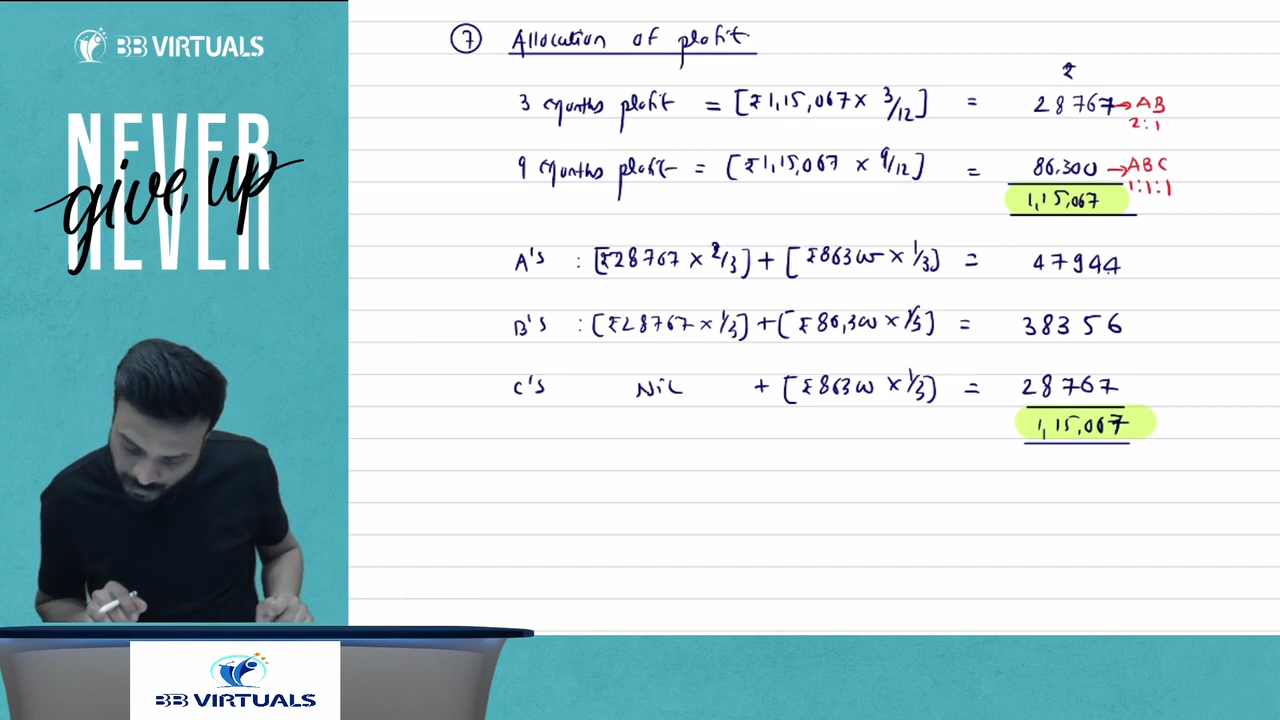 BB VIRTUALS
NEVER
give up
NEVER
⑦ Allocation of profit
₹
3 months profit = [₹1,15,067 × 3/12] = 28767 → AB
2:1
9 months profit = [₹1,15,067 × 9/12] = 86,300 → ABC
1:1:1
1,15,067
A's : [₹28767 × 2/3] + [₹86300 × 1/3] = 47944
B's : [₹28767 × 1/3] + [₹86,300 × 1/3] = 38356
C's Nil + [₹86300 × 1/3] = 28767
1,15,067
BB VIRTUALS